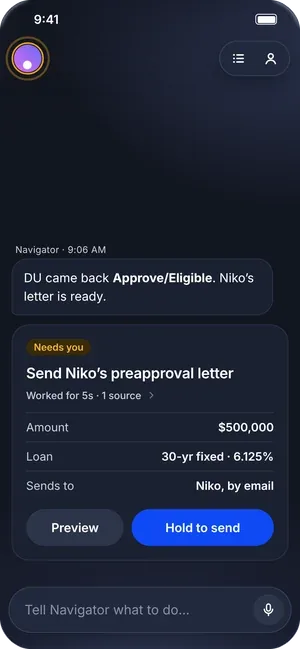 9:41
Navigator · 9:06 AM
DU came back Approve/Eligible. Niko’s
letter is ready.
Needs you
Send Niko’s preapproval letter
Worked for 5s · 1 source
Amount $500,000
Loan 30-yr fixed · 6.125%
Sends to Niko, by email
Preview Hold to send
Tell Navigator what to do...